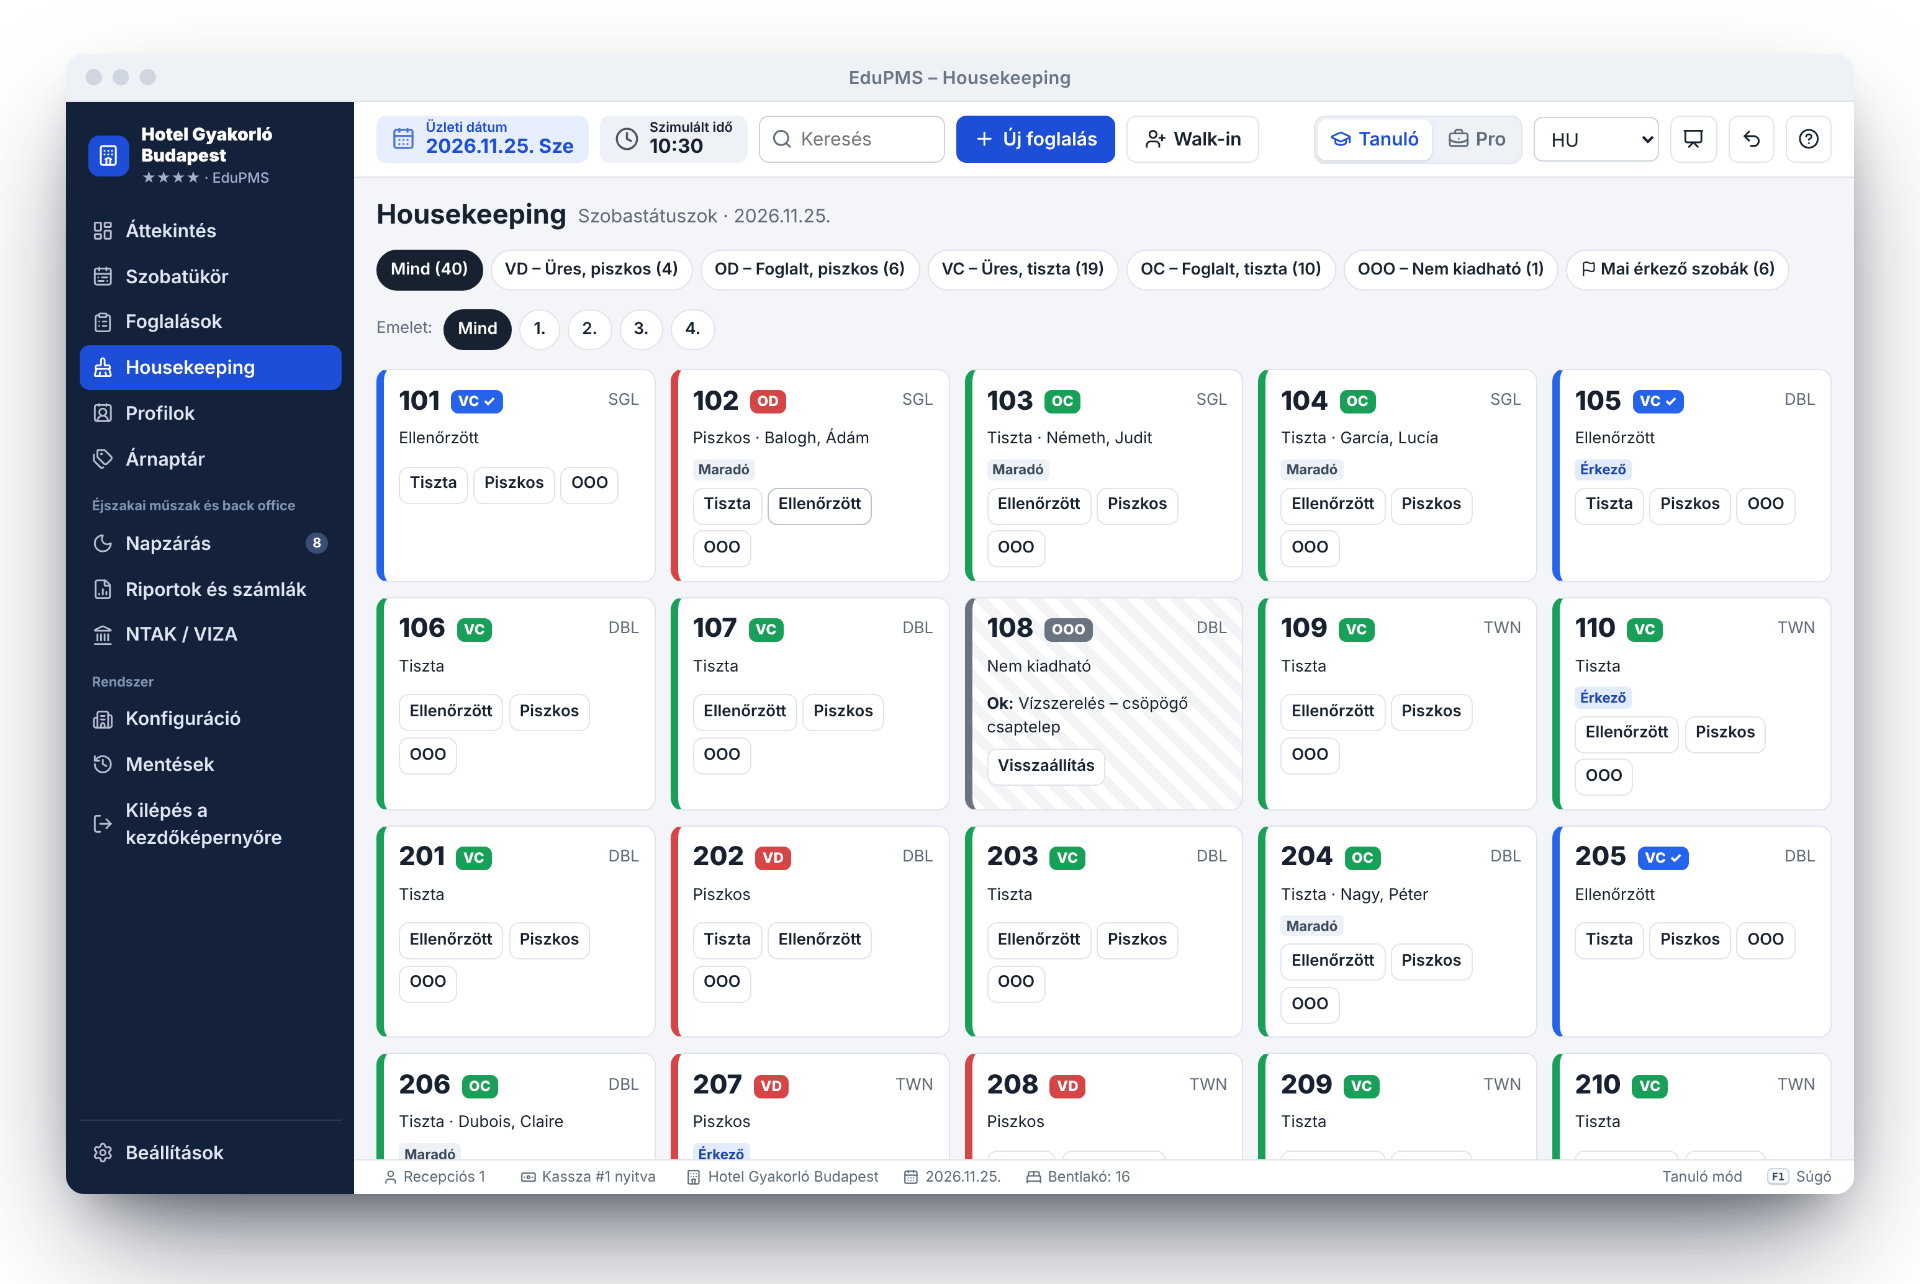 EduPMS – Housekeeping
Hotel Gyakorló
Budapest
★★★★ · EduPMS
Áttekintés
Szobatükör
Foglalások
Housekeeping
Profilok
Árnaptár
Éjszakai műszak és back office
Napzárás 8
Riportok és számlák
NTAK / VIZA
Rendszer
Konfiguráció
Mentések
Kilépés a
kezdőképernyőre
Beállítások
Üzleti dátum
2026.11.25. Sze
Szimulált idő
10:30
Keresés
Új foglalás
Walk-in
Tanuló
Pro
HU
Housekeeping Szobastátuszok · 2026.11.25.
Mind (40) VD – Üres, piszkos (4) OD – Foglalt, piszkos (6) VC – Üres, tiszta (19) OC – Foglalt, tiszta (10) OOO – Nem kiadható (1) Mai érkező szobák (6)
Emelet: Mind 1. 2. 3. 4.
101 VC ✓ SGL
Ellenőrzött
Tiszta Piszkos OOO
102 OD SGL
Piszkos · Balogh, Ádám
Maradó
Tiszta Ellenőrzött
OOO
103 OC SGL
Tiszta · Németh, Judit
Maradó
Ellenőrzött Piszkos
OOO
104 OC SGL
Tiszta · García, Lucía
Maradó
Ellenőrzött Piszkos
OOO
105 VC ✓ DBL
Ellenőrzött
Érkező
Tiszta Piszkos OOO
106 VC DBL
Tiszta
Ellenőrzött Piszkos
OOO
107 VC DBL
Tiszta
Ellenőrzött Piszkos
OOO
108 OOO DBL
Nem kiadható
Ok: Vízszerelés – csöpögő
csaptelep
Visszaállítás
109 VC TWN
Tiszta
Ellenőrzött Piszkos
OOO
110 VC TWN
Tiszta
Érkező
Ellenőrzött Piszkos
OOO
201 VC DBL
Tiszta
Ellenőrzött Piszkos
OOO
202 VD DBL
Piszkos
Tiszta Ellenőrzött
OOO
203 VC DBL
Tiszta
Ellenőrzött Piszkos
OOO
204 OC DBL
Tiszta · Nagy, Péter
Maradó
Ellenőrzött Piszkos
OOO
205 VC ✓ DBL
Ellenőrzött
Tiszta Piszkos OOO
206 OC DBL
Tiszta · Dubois, Claire
Maradó
207 VD TWN
Piszkos
Érkező
208 VD TWN
Piszkos
209 VC TWN
Tiszta
210 VC TWN
Tiszta
Recepciós 1 Kassza #1 nyitva Hotel Gyakorló Budapest 2026.11.25. Bentlakó: 16 Tanuló mód F1 Súgó